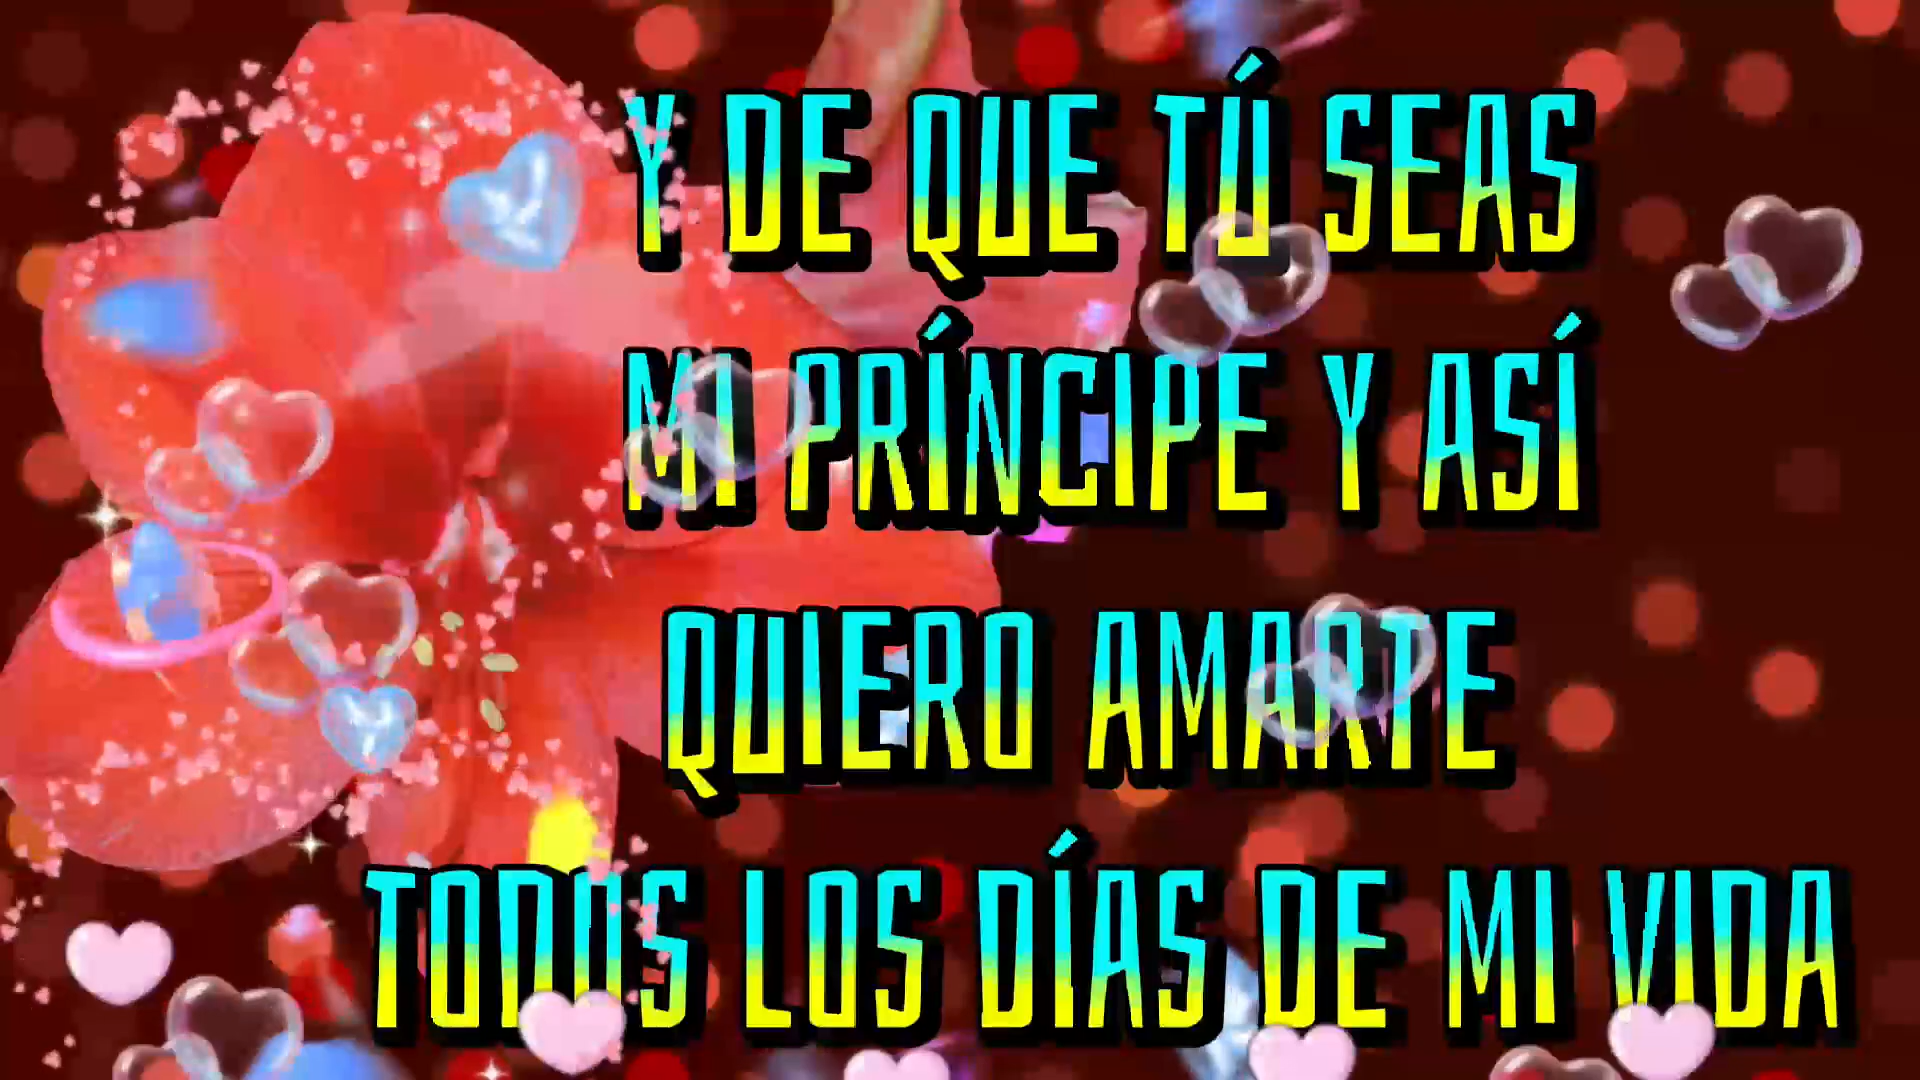 Y DE QUE TÚ SEAS
MI PRÍNCIPE Y ASÍ
QUIERO AMARTE
TODOS LOS DÍAS DE MI VIDA